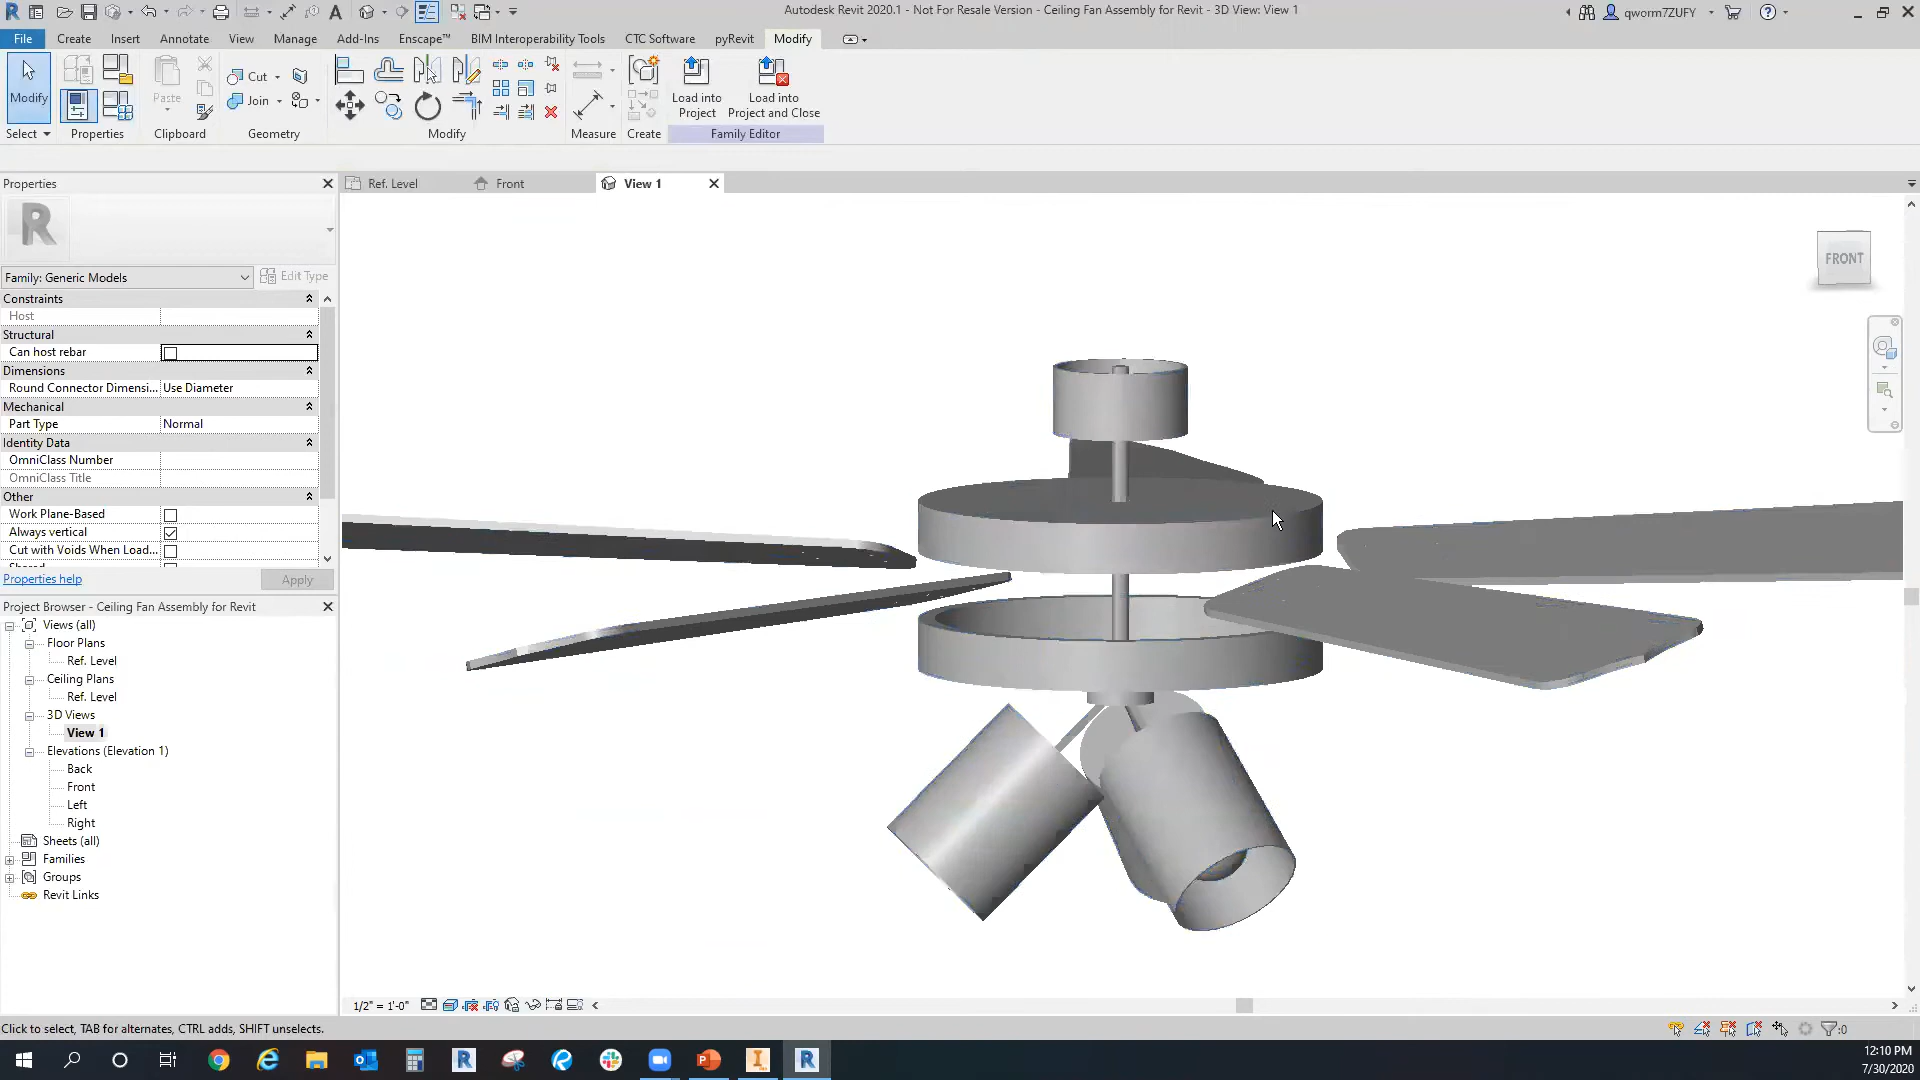 Autodesk Revit 2020.1 - Not For Resale Version - Ceiling Fan Assembly for Revit - 3D View: View 1
qworm7ZUFY
File Create Insert Annotate View Manage Add-Ins Enscape™ BIM Interoperability Tools CTC Software pyRevit Modify
Modify
Paste
Cut
Join
Load into Project
Load into Project and Close
Select Properties Clipboard Geometry Modify Measure Create Family Editor
Properties
Ref. Level
Front
View 1
R
FRONT
Family: Generic Models
Edit Type
Constraints
Host
Structural
Can host rebar
Dimensions
Round Connector Dimensi... Use Diameter
Mechanical
Part Type Normal
Identity Data
OmniClass Number
OmniClass Title
Other
Work Plane-Based
Always vertical
Cut with Voids When Load...
Properties help
Apply
Project Browser - Ceiling Fan Assembly for Revit
Views (all)
Floor Plans
Ref. Level
Ceiling Plans
Ref. Level
3D Views
View 1
Elevations (Elevation 1)
Back
Front
Left
Right
Sheets (all)
Families
Groups
Revit Links
1/2" = 1'-0"
Click to select, TAB for alternates, CTRL adds, SHIFT unselects.
:0
12:10 PM
7/30/2020